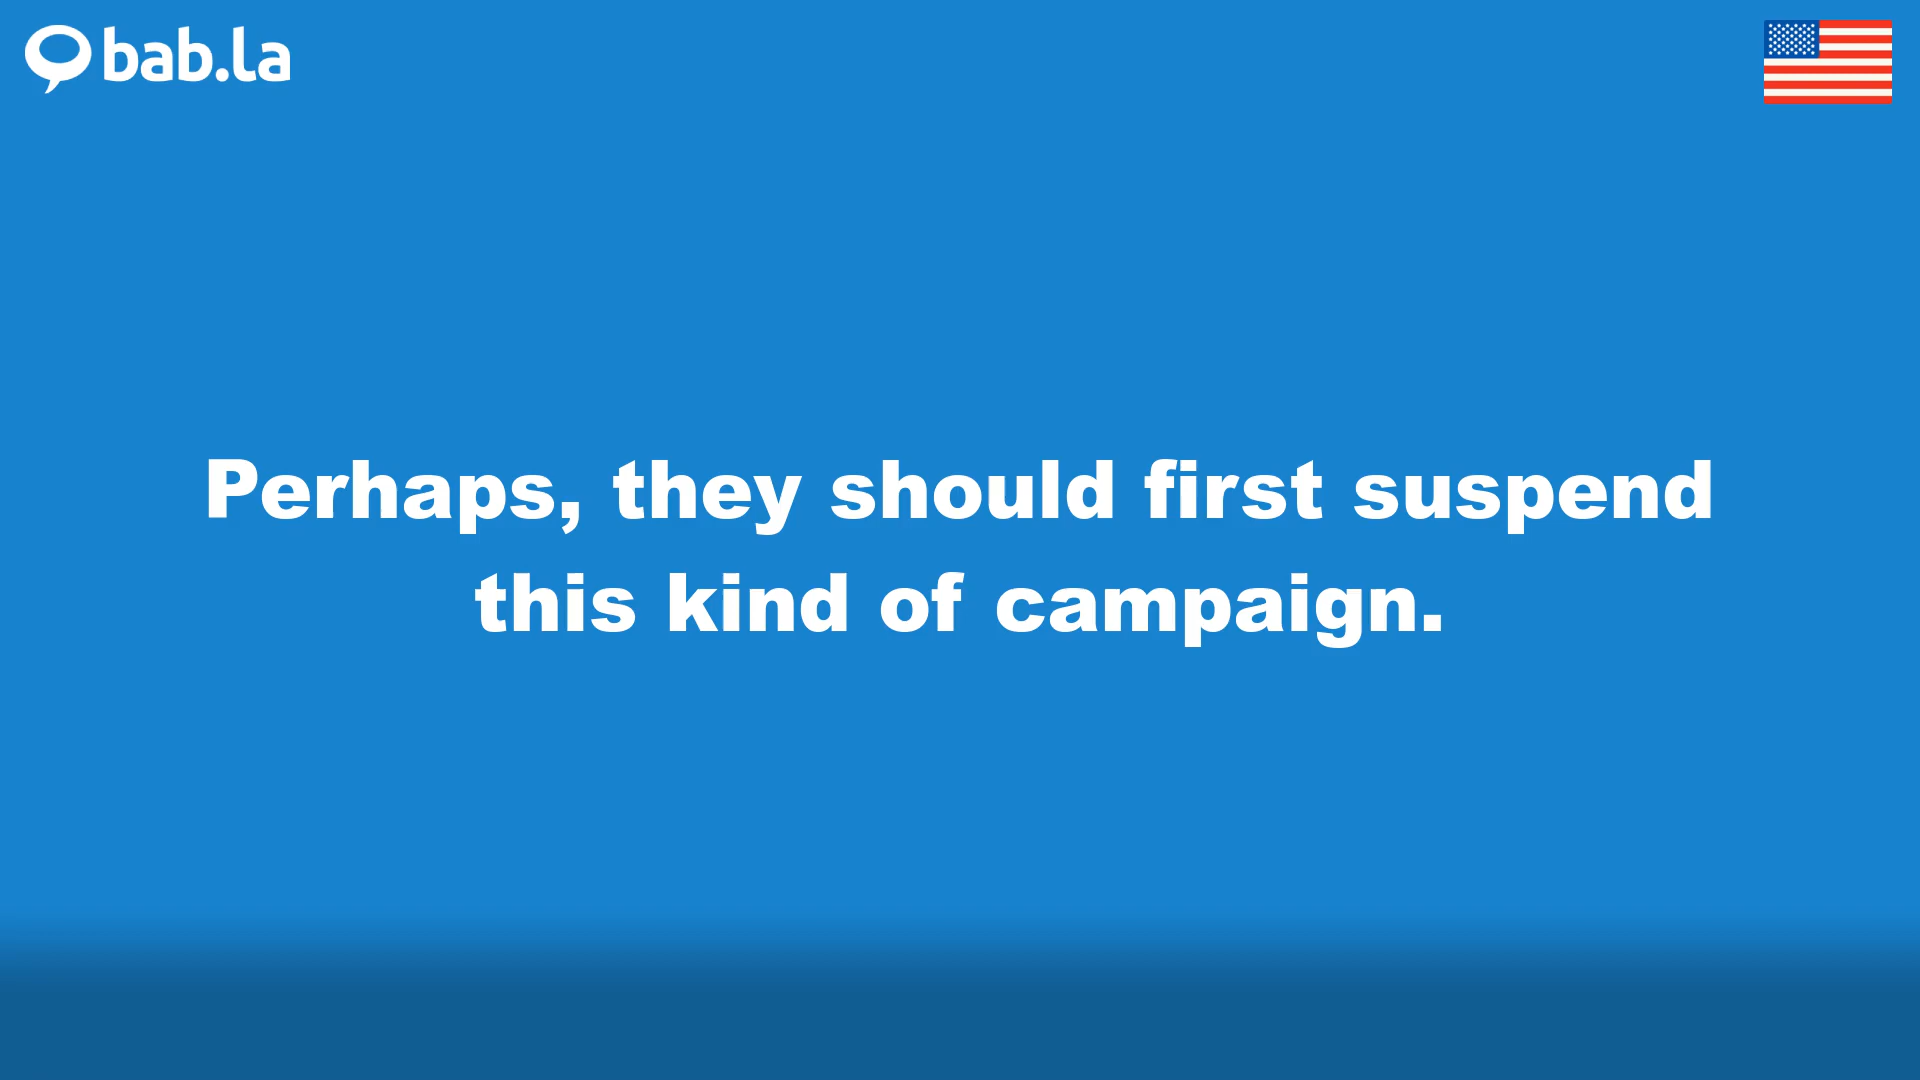 bab.la
Perhaps, they should first suspend
this kind of campaign.